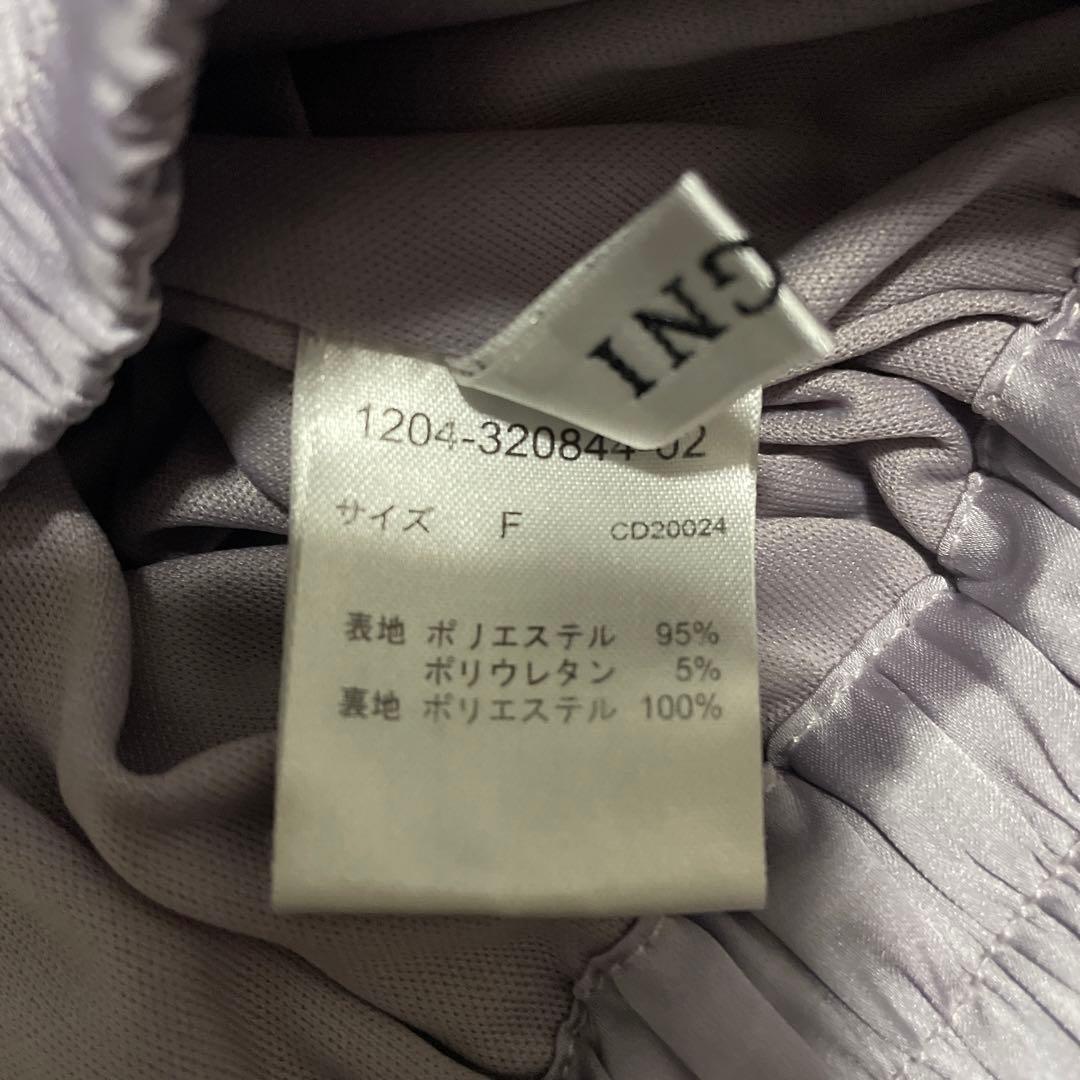 GNI
1204-320844-02
サイズ F CD20024
表地 ポリエステル 95%
ポリウレタン 5%
裏地 ポリエステル 100%